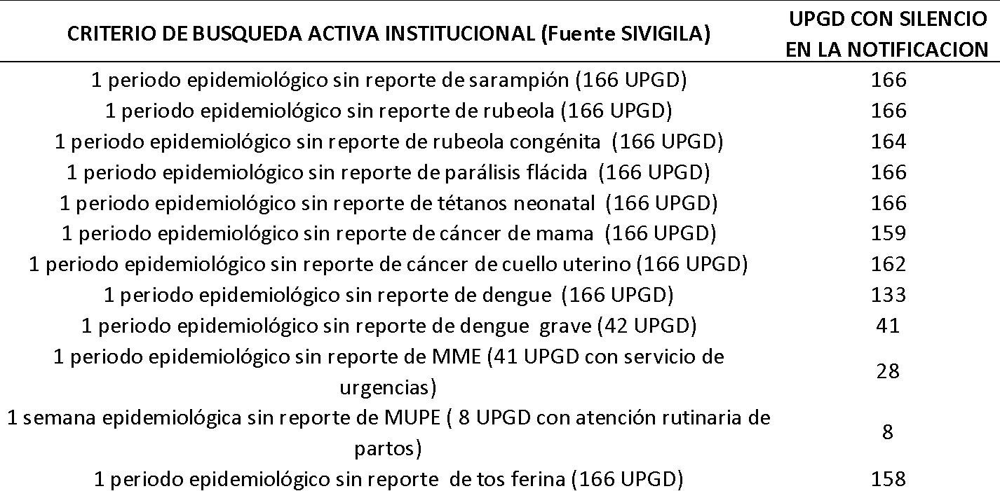 CRITERIO DE BUSQUEDA ACTIVA INSTITUCIONAL (Fuente SIVIGILA)
UPGD CON SILENCIO
EN LA NOTIFICACION
1 periodo epidemiológico sin reporte de sarampión (166 UPGD) 166
1 periodo epidemiológico sin reporte de rubeola (166 UPGD) 166
1 periodo epidemiológico sin reporte de rubeola congénita (166 UPGD) 164
1 periodo epidemiológico sin reporte de parálisis flácida (166 UPGD) 166
1 periodo epidemiológico sin reporte de tétanos neonatal (166 UPGD) 166
1 periodo epidemiológico sin reporte de cáncer de mama (166 UPGD) 159
1 periodo epidemiológico sin reporte de cáncer de cuello uterino (166 UPGD) 162
1 periodo epidemiológico sin reporte de dengue (166 UPGD) 133
1 periodo epidemiológico sin reporte de dengue grave (42 UPGD) 41
1 periodo epidemiológico sin reporte de MME (41 UPGD con servicio de
urgencias) 28
1 semana epidemiológica sin reporte de MUPE ( 8 UPGD con atención rutinaria de
partos) 8
1 periodo epidemiológico sin reporte de tos ferina (166 UPGD) 158